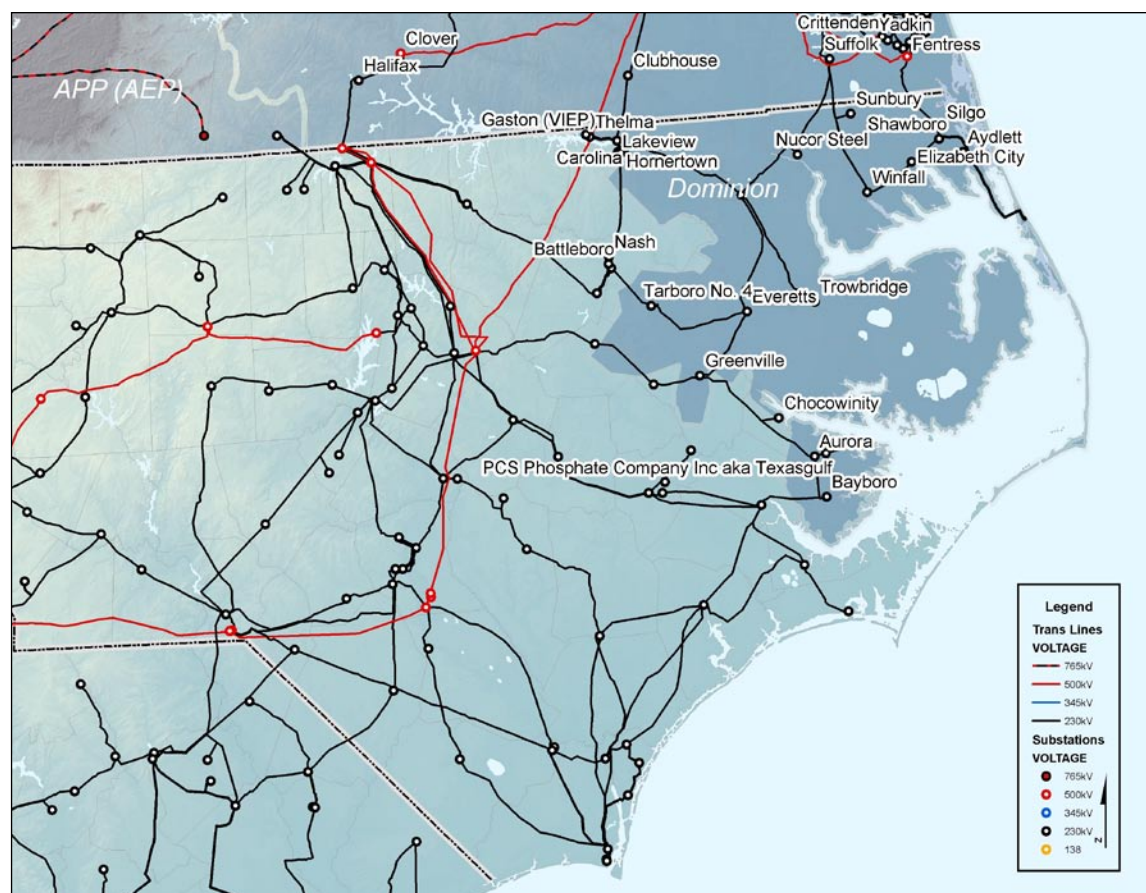 Crittenden
Yadkin
Clover
Suffolk
Fentress
Halifax
Clubhouse
APP (AEP)
Sunbury
Silgo
Gaston (VIEP)
Thelma
Shawboro
Nucor Steel
Aydlett
Lakeview
Carolina
Hornertown
Elizabeth City
Winfall
Dominion
Battleboro
Nash
Tarboro No. 4
Everetts
Trowbridge
Greenville
Chocowinity
Aurora
PCS Phosphate Company Inc aka Texasgulf
Bayboro
Legend
Trans Lines
VOLTAGE
765kV
500kV
345kV
230kV
Substations
VOLTAGE
765kV
500kV
345kV
230kV
138
N